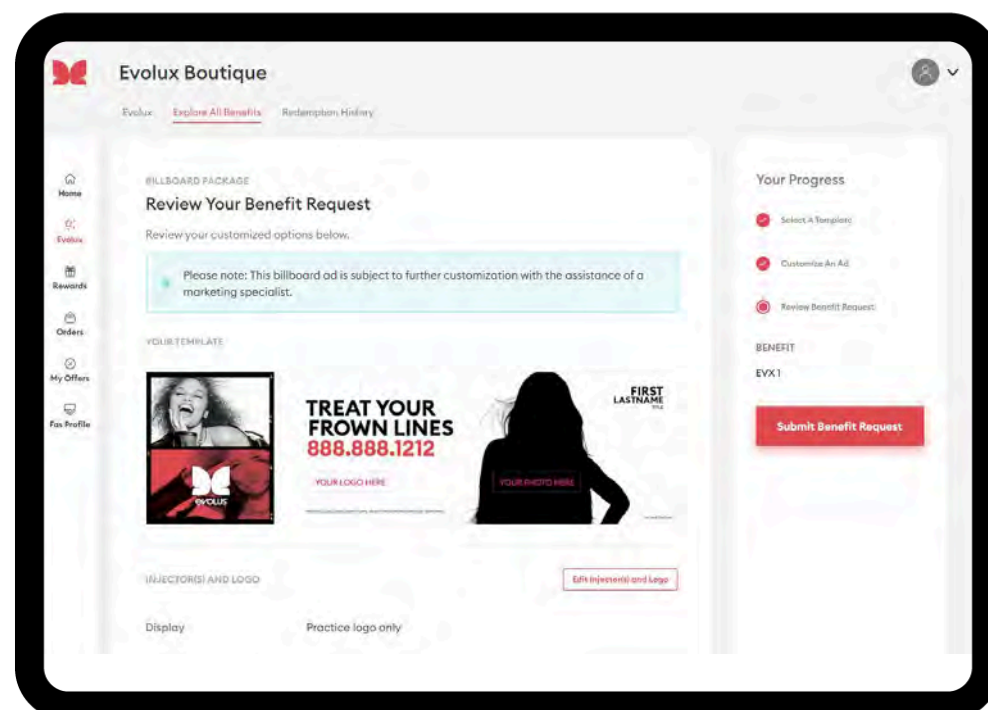 Evolux Boutique
Evolux Explore All Benefits Redemption History
Home
Evolux
Rewards
Orders
My Offers
Fas Profile
BILLBOARD PACKAGE
Review Your Benefit Request
Review your customized options below.
Please note: This billboard ad is subject to further customization with the assistance of a
marketing specialist.
YOUR TEMPLATE
evolus
TREAT YOUR
FROWN LINES
888.888.1212
YOUR LOGO HERE
YOUR PHOTO HERE
FIRST
LASTNAME
TITLE
INJECTOR(S) AND LOGO
Edit Injector(s) and Logo
Display Practice logo only
Your Progress
Select A Template
Customize An Ad
Review Benefit Request
BENEFIT
EVX 1
Submit Benefit Request